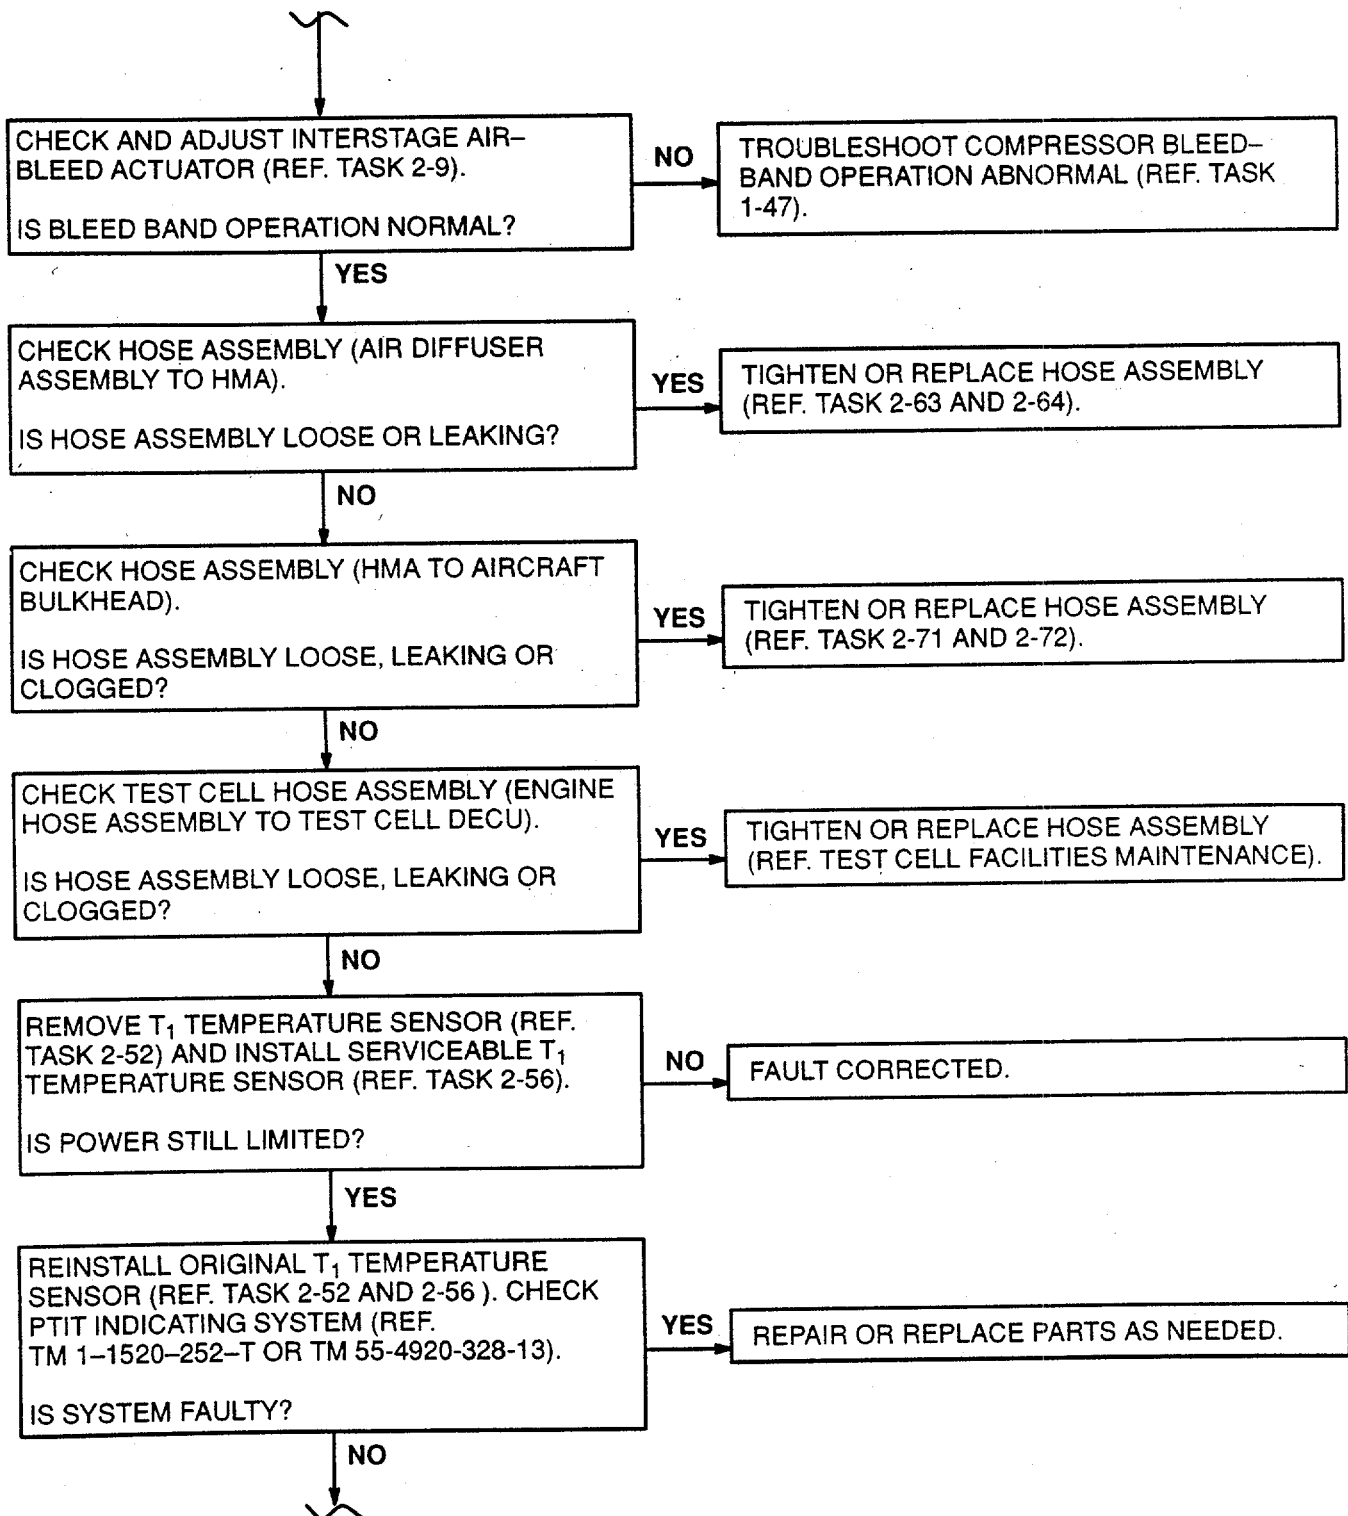 CHECK AND ADJUST INTERSTAGE AIR–
BLEED ACTUATOR (REF. TASK 2-9).
IS BLEED BAND OPERATION NORMAL?
NO
TROUBLESHOOT COMPRESSOR BLEED–
BAND OPERATION ABNORMAL (REF. TASK
1-47).
YES
CHECK HOSE ASSEMBLY (AIR DIFFUSER
ASSEMBLY TO HMA).
IS HOSE ASSEMBLY LOOSE OR LEAKING?
YES
TIGHTEN OR REPLACE HOSE ASSEMBLY
(REF. TASK 2-63 AND 2-64).
NO
CHECK HOSE ASSEMBLY (HMA TO AIRCRAFT
BULKHEAD).
IS HOSE ASSEMBLY LOOSE, LEAKING OR
CLOGGED?
YES
TIGHTEN OR REPLACE HOSE ASSEMBLY
(REF. TASK 2-71 AND 2-72).
NO
CHECK TEST CELL HOSE ASSEMBLY (ENGINE
HOSE ASSEMBLY TO TEST CELL DECU).
IS HOSE ASSEMBLY LOOSE, LEAKING OR
CLOGGED?
YES
TIGHTEN OR REPLACE HOSE ASSEMBLY
(REF. TEST CELL FACILITIES MAINTENANCE).
NO
REMOVE T₁ TEMPERATURE SENSOR (REF.
TASK 2-52) AND INSTALL SERVICEABLE T₁
TEMPERATURE SENSOR (REF. TASK 2-56).
IS POWER STILL LIMITED?
NO
FAULT CORRECTED.
YES
REINSTALL ORIGINAL T₁ TEMPERATURE
SENSOR (REF. TASK 2-52 AND 2-56 ). CHECK
PTIT INDICATING SYSTEM (REF.
TM 1–1520–252–T OR TM 55-4920-328-13).
IS SYSTEM FAULTY?
YES
REPAIR OR REPLACE PARTS AS NEEDED.
NO